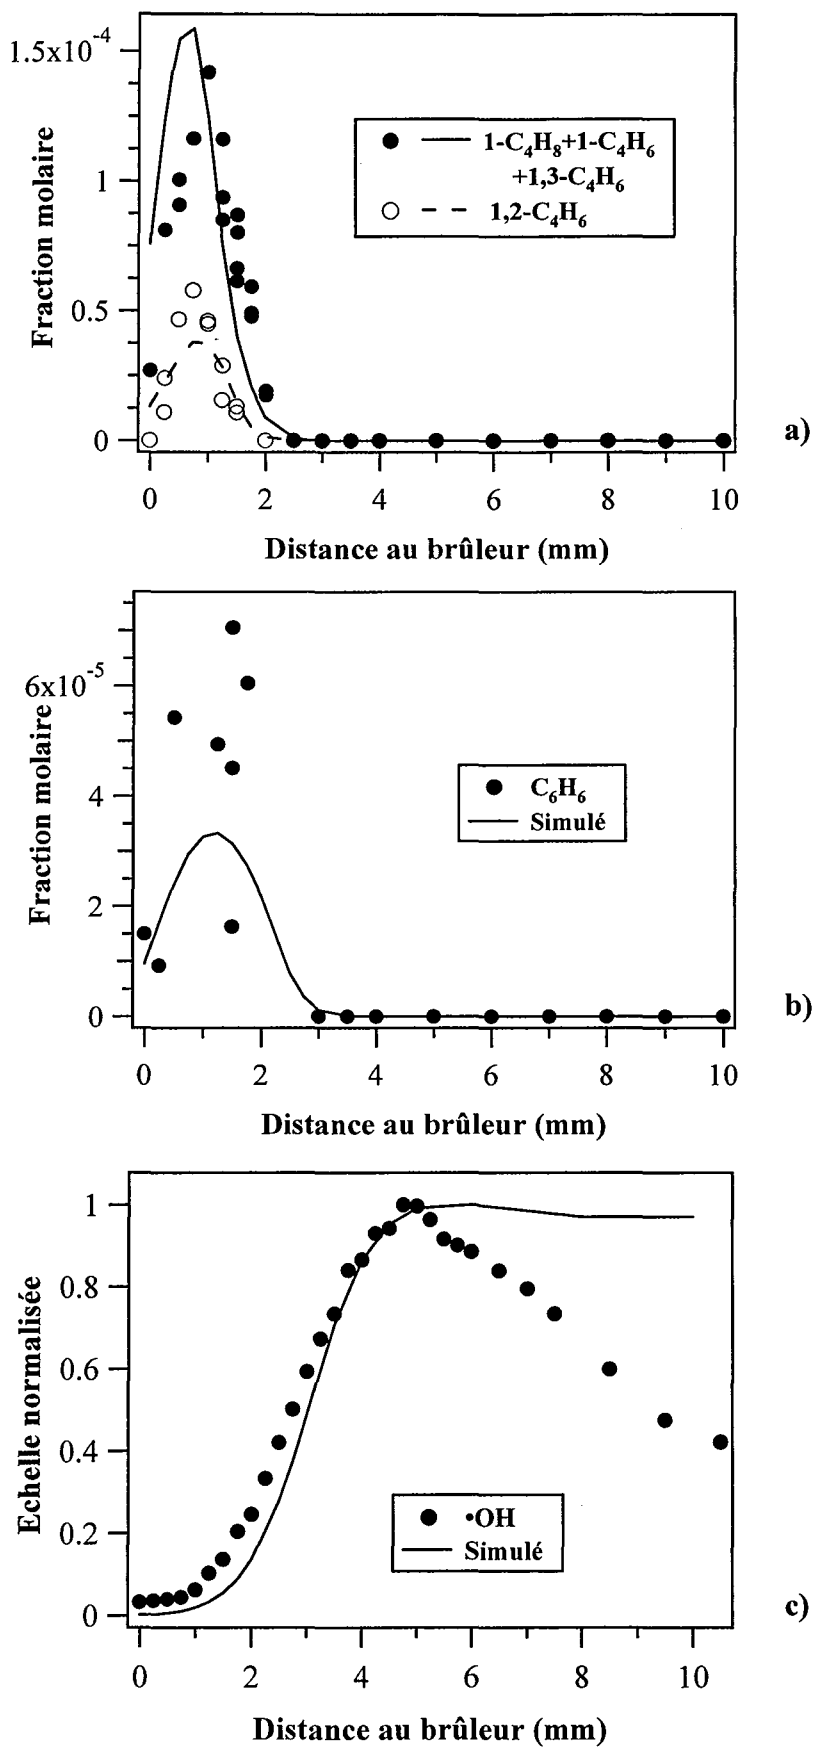 1.5x10⁻⁴
1
0.5
0
Fraction molaire
1-C₄H₈+1-C₄H₆
+1,3-C₄H₆
1,2-C₄H₆
a)
0 2 4 6 8 10
Distance au brûleur (mm)
6x10⁻⁵
4
2
0
Fraction molaire
C₆H₆
Simulé
b)
0 2 4 6 8 10
Distance au brûleur (mm)
1
0.8
0.6
0.4
0.2
0
Echelle normalisée
•OH
Simulé
c)
0 2 4 6 8 10
Distance au brûleur (mm)